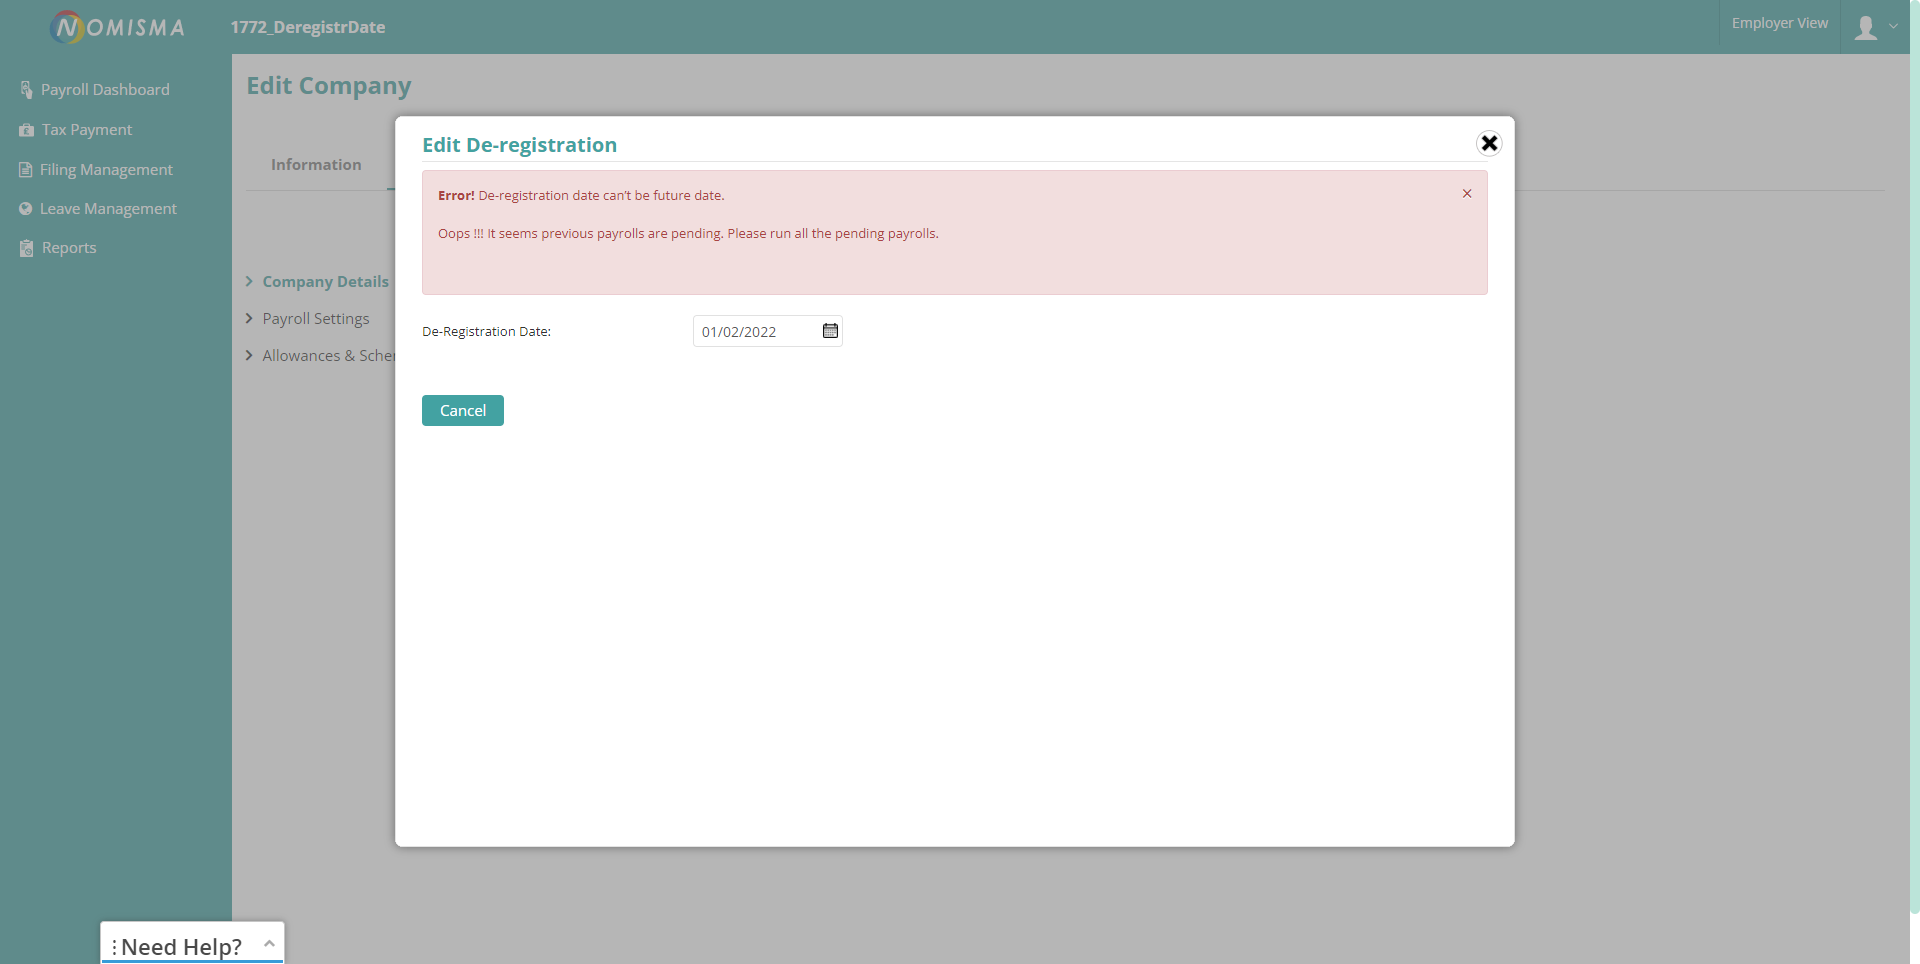 NOMISMA
1772_DeregistrDate
Employer View
Payroll Dashboard
Tax Payment
Filing Management
Leave Management
Reports
Edit Company
Information
Company Details
Payroll Settings
Allowances & Scher
Edit De-registration
Error! De-registration date can't be future date.
Oops !!! It seems previous payrolls are pending. Please run all the pending payrolls.
De-Registration Date:
01/02/2022
Cancel
Need Help?